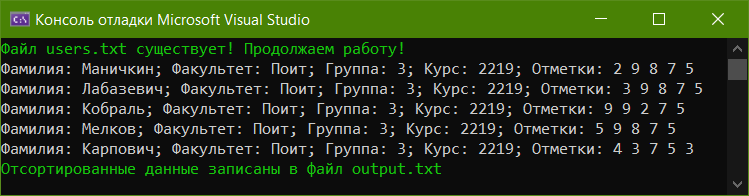 Консоль отладки Microsoft Visual Studio
Файл users.txt существует! Продолжаем работу!
Фамилия: Маничкин; Факультет: Поит; Группа: 3; Курс: 2219; Отметки: 2 9 8 7 5
Фамилия: Лабазевич; Факультет: Поит; Группа: 3; Курс: 2219; Отметки: 3 9 8 7 5
Фамилия: Кобраль; Факультет: Поит; Группа: 3; Курс: 2219; Отметки: 9 9 2 7 5
Фамилия: Мелков; Факультет: Поит; Группа: 3; Курс: 2219; Отметки: 5 9 8 7 5
Фамилия: Карпович; Факультет: Поит; Группа: 3; Курс: 2219; Отметки: 4 3 7 5 3
Отсортированные данные записаны в файл output.txt